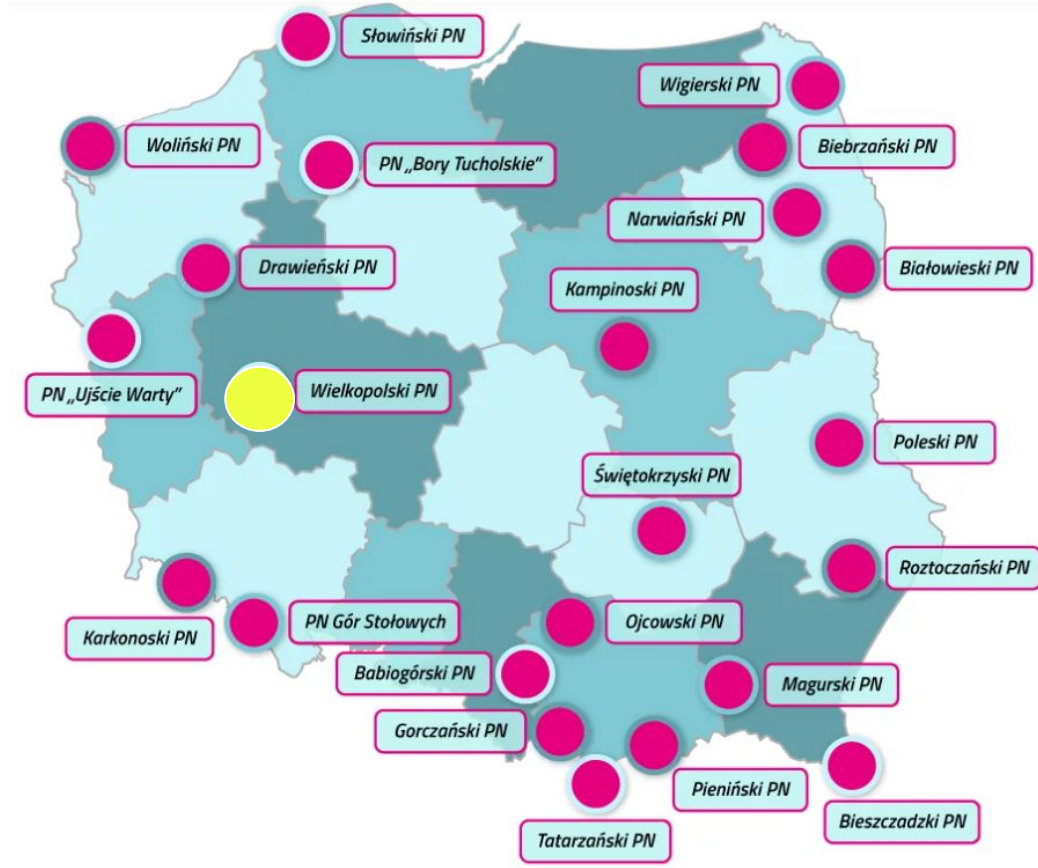 Słowiński PN
Wigierski PN
Woliński PN
PN „Bory Tucholskie”
Biebrzański PN
Narwiański PN
Drawieński PN
Kampinoski PN
Białowieski PN
PN „Ujście Warty”
Wielkopolski PN
Poleski PN
Świętokrzyski PN
Roztoczański PN
Karkonoski PN
PN Gór Stołowych
Ojcowski PN
Babiogórski PN
Magurski PN
Gorczański PN
Pieniński PN
Bieszczadzki PN
Tatarzański PN